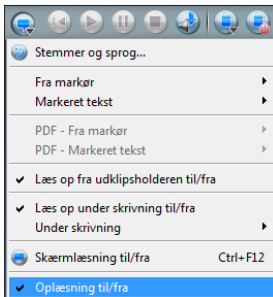 Stemmer og sprog...
Fra markør
Markeret tekst
PDF - Fra markør
PDF - Markeret tekst
Læs op fra udklipsholderen til/fra
Læs op under skrivning til/fra
Under skrivning
Skærmlæsning til/fra Ctrl+F12
Oplæsning til/fra